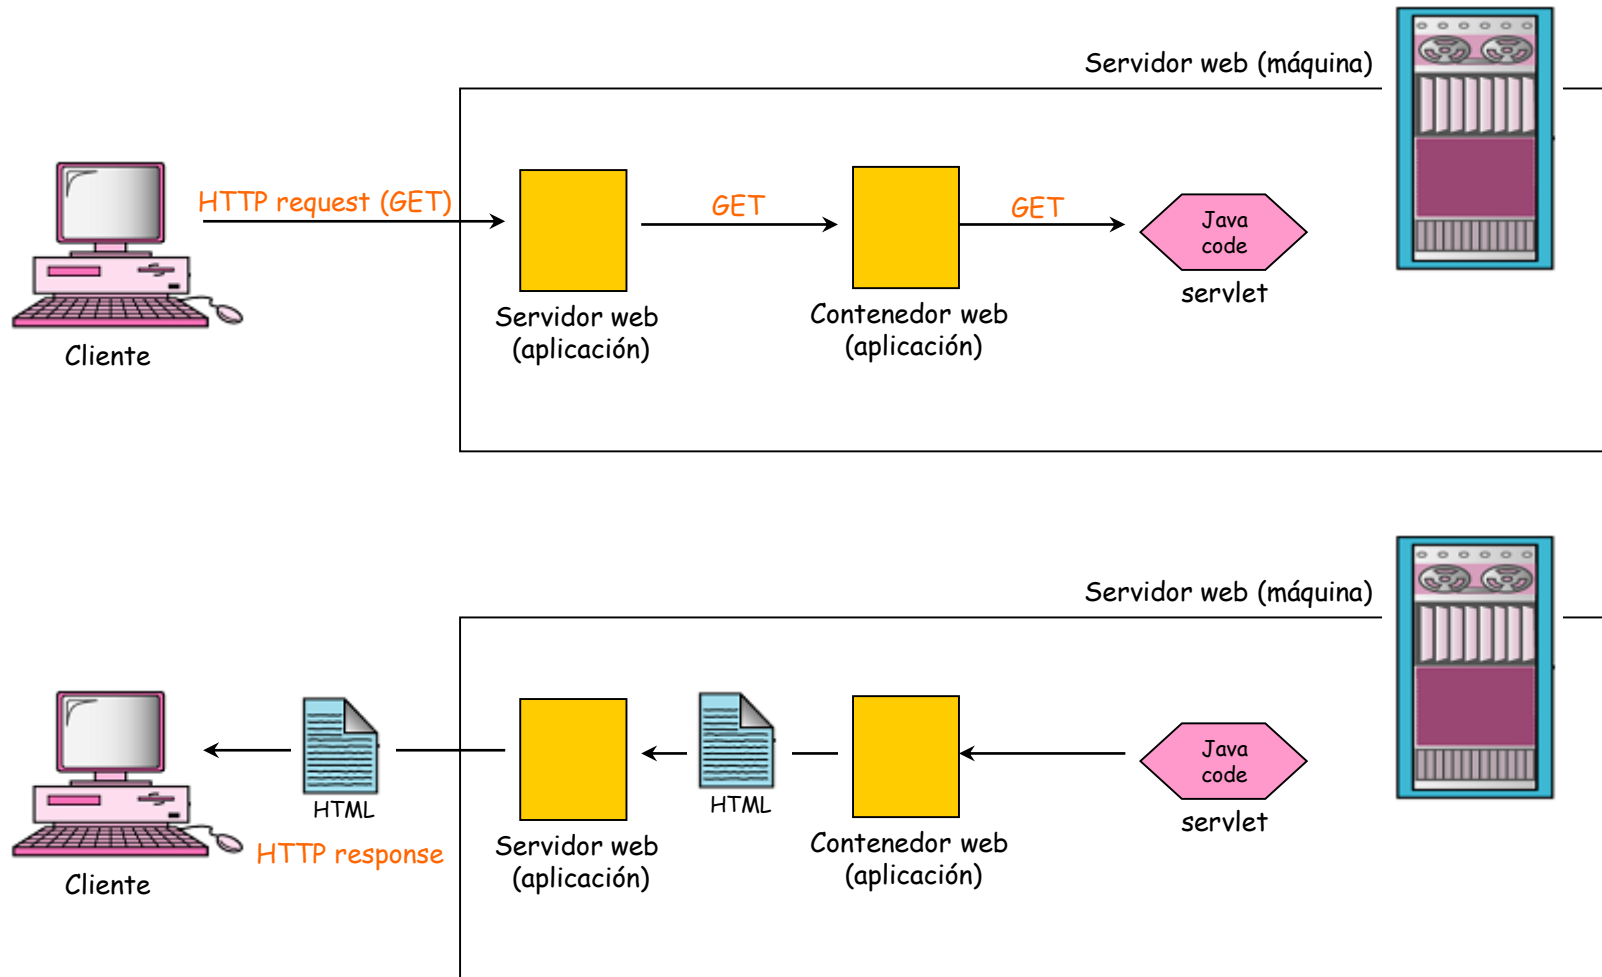 Servidor web (máquina)
HTTP request (GET)
GET
GET
Java
code
servlet
Servidor web
(aplicación)
Contenedor web
(aplicación)
Cliente
Servidor web (máquina)
HTML
HTML
Java
code
servlet
HTTP response
Servidor web
(aplicación)
Contenedor web
(aplicación)
Cliente